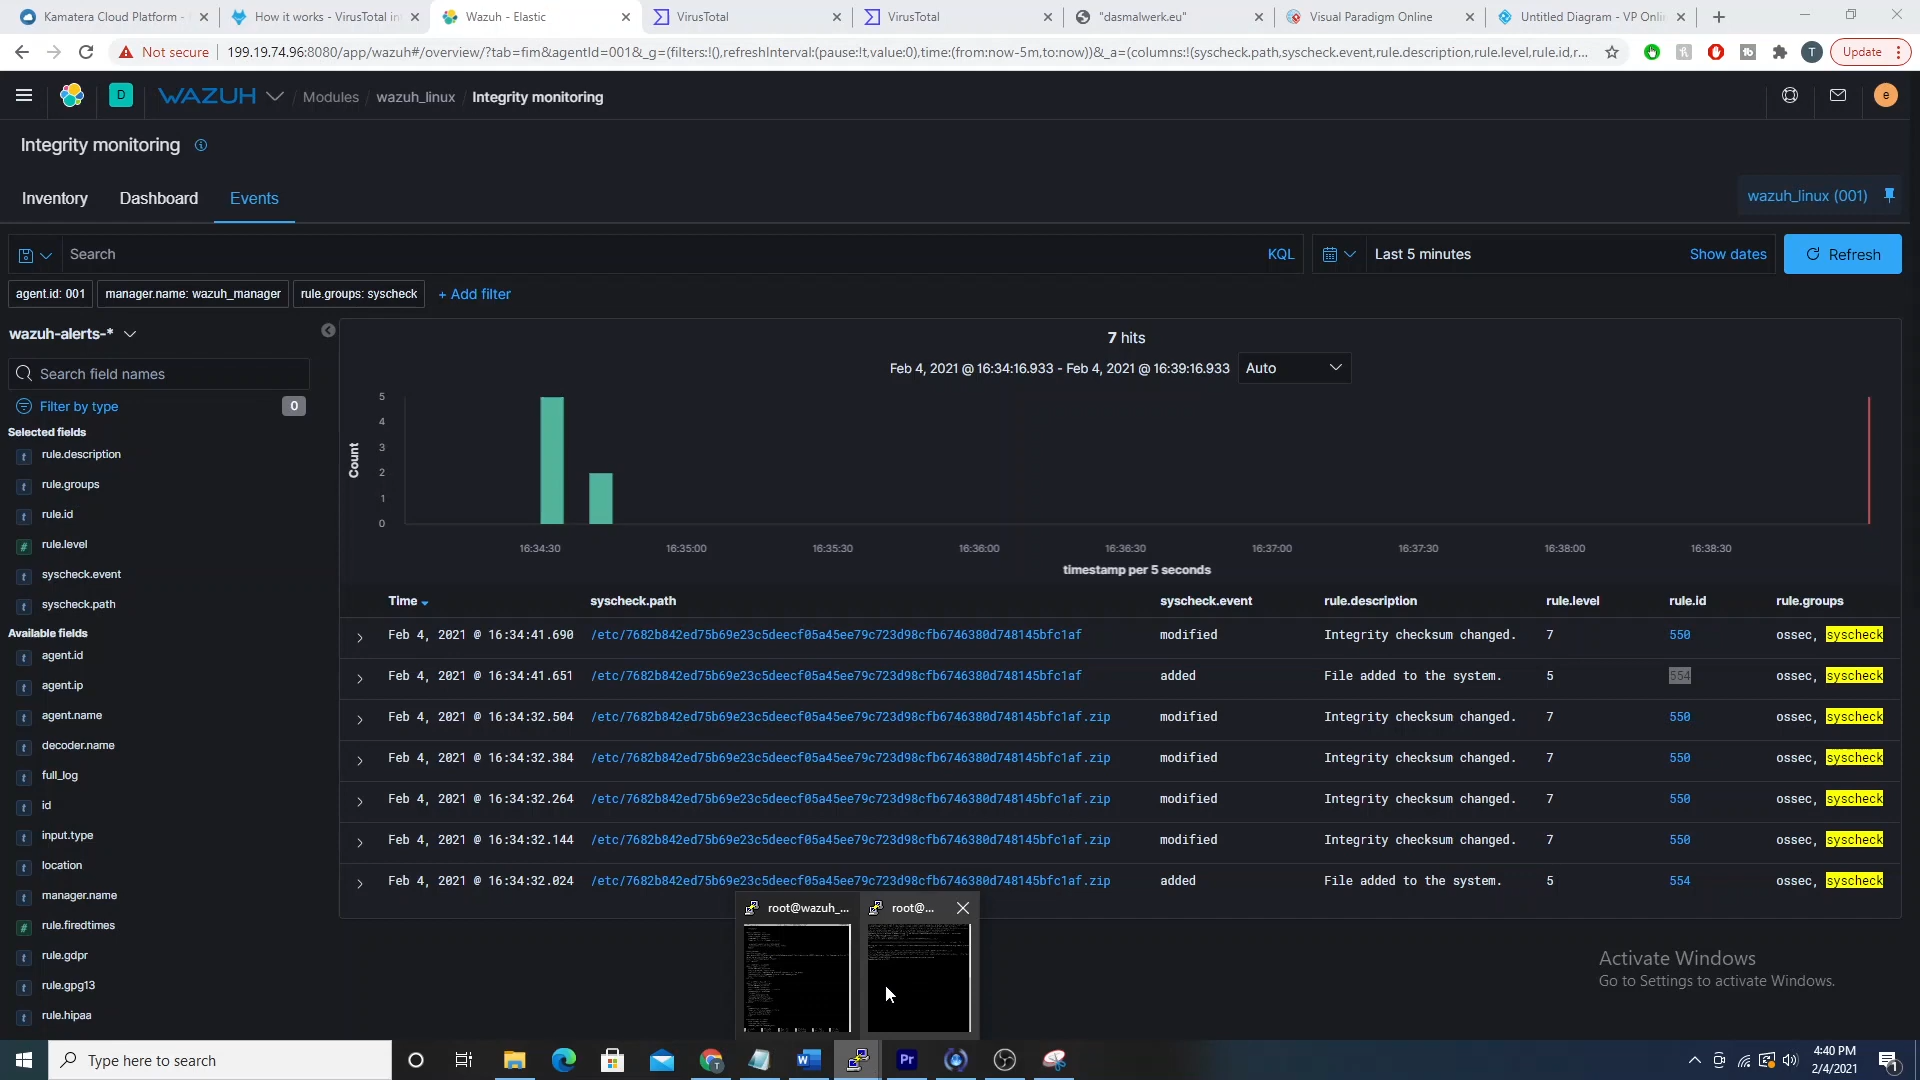 Kamatera Cloud Platform -
How it works - VirusTotal in
Wazuh - Elastic
VirusTotal
VirusTotal
"dasmalwerk.eu"
Visual Paradigm Online
Untitled Diagram - VP Onli
Not secure
199.19.74.96:8080/app/wazuh#/overview/?tab=fim&agentId=001&_g=(filters:!(),refreshInterval:(pause:!t,value:0),time:(from:now-5m,to:now))&_a=(columns:!(syscheck.path,syscheck.event,rule.description,rule.level,rule.id,r...
T
Update
D
WAZUH
/ Modules / wazuh_linux / Integrity monitoring
e
Integrity monitoring
Inventory
Dashboard
Events
wazuh_linux (001)
Search
KQL
Last 5 minutes
Show dates
Refresh
agent.id: 001
manager.name: wazuh_manager
rule.groups: syscheck
+ Add filter
wazuh-alerts-*
Search field names
Filter by type
0
Selected fields
t rule.description
t rule.groups
t rule.id
# rule.level
t syscheck.event
t syscheck.path
Available fields
t agent.id
t agent.ip
t agent.name
t decoder.name
t full_log
t id
t input.type
t location
t manager.name
# rule.firedtimes
t rule.gdpr
t rule.gpg13
t rule.hipaa
7 hits
Feb 4, 2021 @ 16:34:16.933 - Feb 4, 2021 @ 16:39:16.933
Auto
Count
5
4
3
2
1
0
16:34:30
16:35:00
16:35:30
16:36:00
16:36:30
16:37:00
16:37:30
16:38:00
16:38:30
timestamp per 5 seconds
Time syscheck.path syscheck.event rule.description rule.level rule.id rule.groups
Feb 4, 2021 @ 16:34:41.690 /etc/7682b842ed75b69e23c5deecf05a45ee79c723d98cfb6746380d748145bfc1af modified Integrity checksum changed. 7 550 ossec, syscheck
Feb 4, 2021 @ 16:34:41.651 /etc/7682b842ed75b69e23c5deecf05a45ee79c723d98cfb6746380d748145bfc1af added File added to the system. 5 554 ossec, syscheck
Feb 4, 2021 @ 16:34:32.504 /etc/7682b842ed75b69e23c5deecf05a45ee79c723d98cfb6746380d748145bfc1af.zip modified Integrity checksum changed. 7 550 ossec, syscheck
Feb 4, 2021 @ 16:34:32.384 /etc/7682b842ed75b69e23c5deecf05a45ee79c723d98cfb6746380d748145bfc1af.zip modified Integrity checksum changed. 7 550 ossec, syscheck
Feb 4, 2021 @ 16:34:32.264 /etc/7682b842ed75b69e23c5deecf05a45ee79c723d98cfb6746380d748145bfc1af.zip modified Integrity checksum changed. 7 550 ossec, syscheck
Feb 4, 2021 @ 16:34:32.144 /etc/7682b842ed75b69e23c5deecf05a45ee79c723d98cfb6746380d748145bfc1af.zip modified Integrity checksum changed. 7 550 ossec, syscheck
Feb 4, 2021 @ 16:34:32.024 /etc/7682b842ed75b69e23c5deecf05a45ee79c723d98cfb6746380d748145bfc1af.zip added File added to the system. 5 554 ossec, syscheck
root@wazuh_...
root@...
Activate Windows
Go to Settings to activate Windows.
Type here to search
Pr
4:40 PM
2/4/2021
1